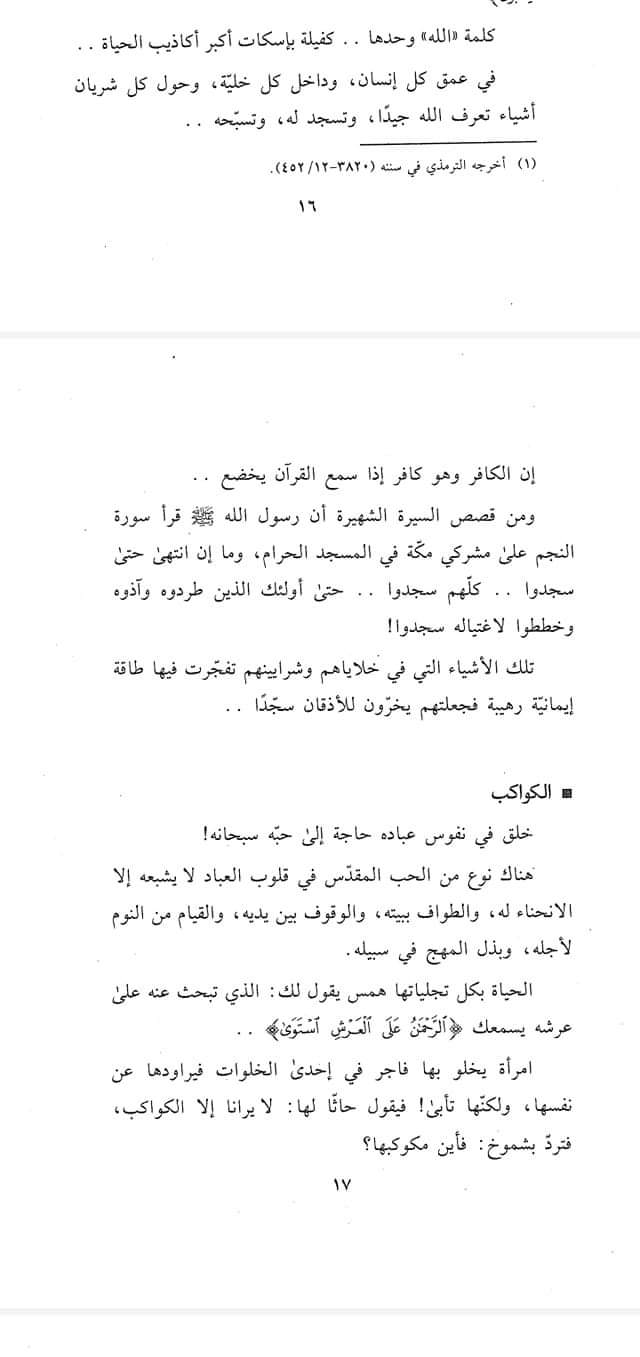 كلمة «الله» وحدها . . كفيلة بإسكات أكبر أكاذيب الحياة . .
في عمق كل إنسان، وداخل كل خليّة، وحول كل شريان
أشياء تعرف الله جيدًا، وتسجد له، وتسبّحه . .
(١) أخرجه الترمذي في سننه (٣٨٢٠-١٢/ ٤٥٢).
١٦
إن الكافر وهو كافر إذا سمع القرآن يخضع . .
ومن قصص السيرة الشهيرة أن رسول الله ﷺ قرأ سورة
النجم علىٰ مشركي مكّة في المسجد الحرام، وما إن انتهىٰ حتىٰ
سجدوا . . كلّهم سجدوا . . حتىٰ أولئك الذين طردوه وآذوه
وخططوا لاغتياله سجدوا!
تلك الأشياء التي في خلاياهم وشرايينهم تفجّرت فيها طاقة
إيمانيّة رهيبة فجعلتهم يخرّون للأذقان سجّدًا . .
■ الكواكب
خلق في نفوس عباده حاجة إلىٰ حبّه سبحانه!
هناك نوع من الحب المقدّس في قلوب العباد لا يشبعه إلا
الانحناء له، والطواف ببيته، والوقوف بين يديه، والقيام من النوم
لأجله، وبذل المهج في سبيله.
الحياة بكل تجلياتها همس يقول لك: الذي تبحث عنه علىٰ
عرشه يسمعك ﴿ٱلرَّحْمَٰنُ عَلَى ٱلْعَرْشِ ٱسْتَوَىٰ﴾ . .
امرأة يخلو بها فاجر في إحدىٰ الخلوات فيراودها عن
نفسها، ولكنّها تأبىٰ! فيقول حاثّا لها: لا يرانا إلا الكواكب،
فتردّ بشموخ: فأين مكوكبها؟
١٧